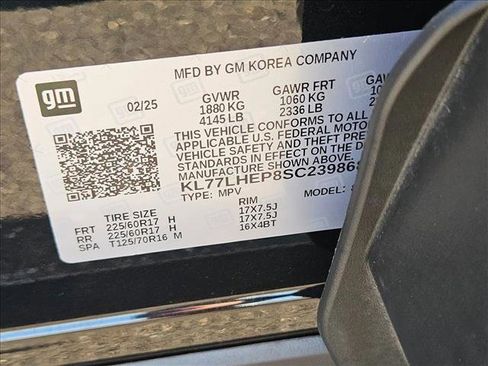 MFD BY GM KOREA COMPANY
gm
02/25
GVWR GAWR FRT GAWR
1880 KG 1060 KG
4145 LB 2336 LB
THIS VEHICLE CONFORMS TO ALL
U.S. FEDERAL MOTOR
VEHICLE SAFETY AND THEFT
STANDARDS IN EFFECT ON THE
MANUFACTURE SHOWN ABOVE.
KL77LHEP8SC23986
TYPE: MPV MODEL:
TIRE SIZE RIM
FRT 225/60R17 H 17X7.5J
RR 225/60R17 H 17X7.5J
SPA T125/70R16 M 16X4BT